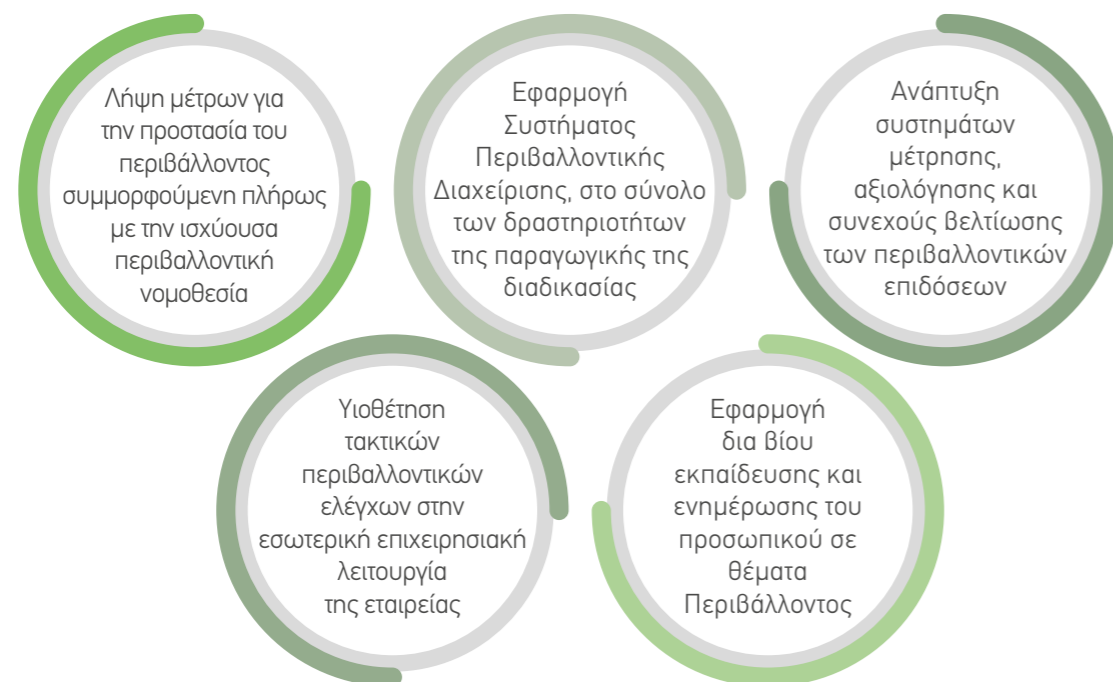 Λήψη μέτρων για
την προστασία του
περιβάλλοντος
συμμορφούμενη πλήρως
με την ισχύουσα
περιβαλλοντική
νομοθεσία
Εφαρμογή
Συστήματος
Περιβαλλοντικής
Διαχείρισης, στο σύνολο
των δραστηριοτήτων
της παραγωγικής της
διαδικασίας
Ανάπτυξη
συστημάτων
μέτρησης,
αξιολόγησης και
συνεχούς βελτίωσης
των περιβαλλοντικών
επιδόσεων
Υιοθέτηση
τακτικών
περιβαλλοντικών
ελέγχων στην
εσωτερική επιχειρησιακή
λειτουργία
της εταιρείας
Εφαρμογή
δια βίου
εκπαίδευσης και
ενημέρωσης του
προσωπικού σε
θέματα
Περιβάλλοντος